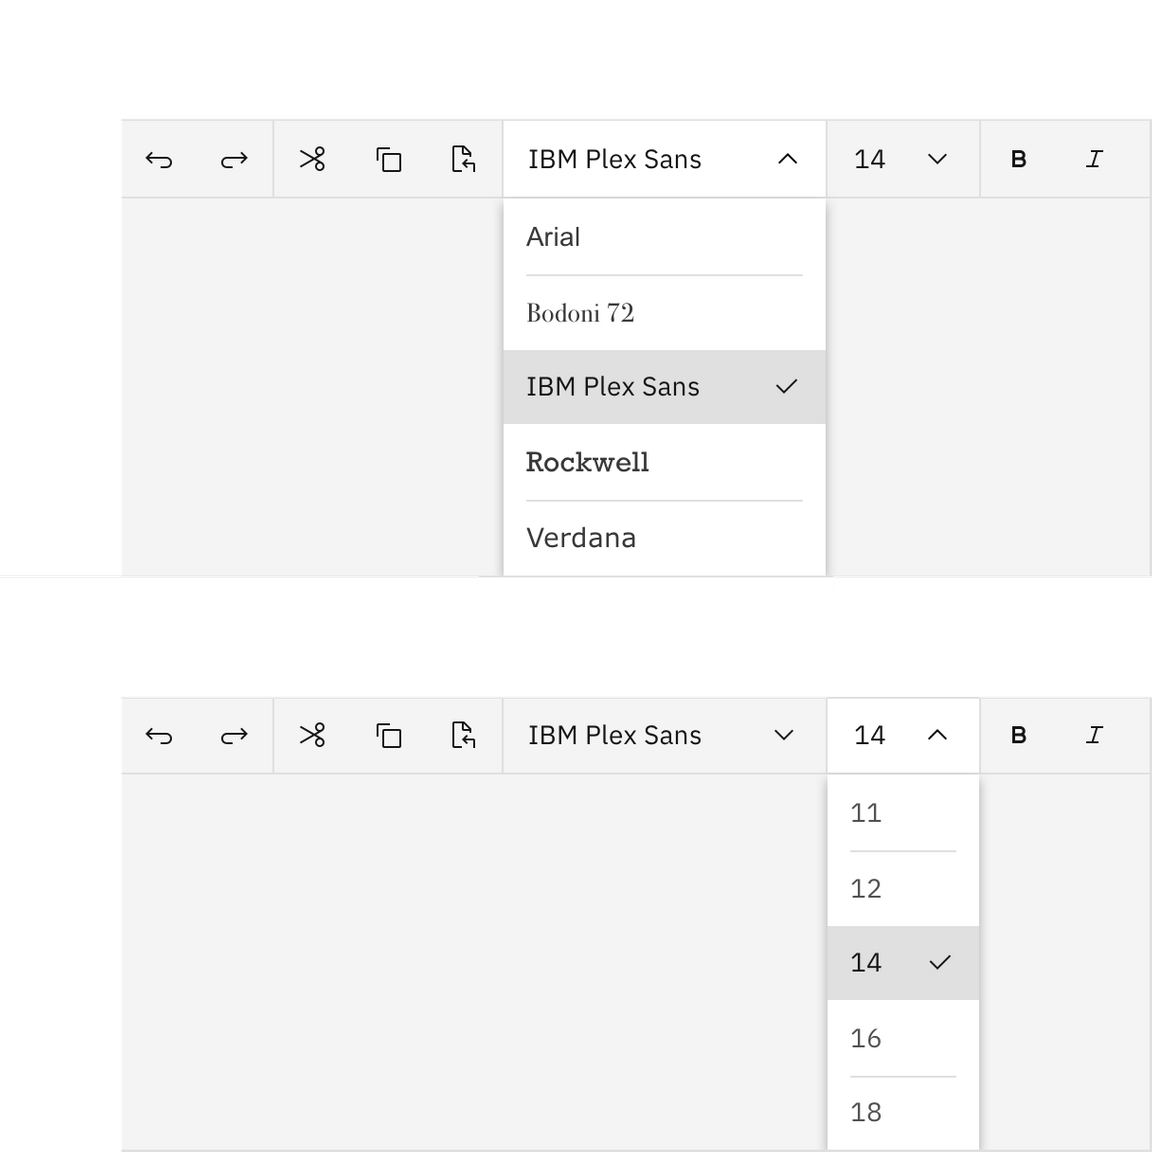 IBM Plex Sans 14 B I
Arial
Bodoni 72
IBM Plex Sans
Rockwell
Verdana
IBM Plex Sans 14 B I
11
12
14
16
18